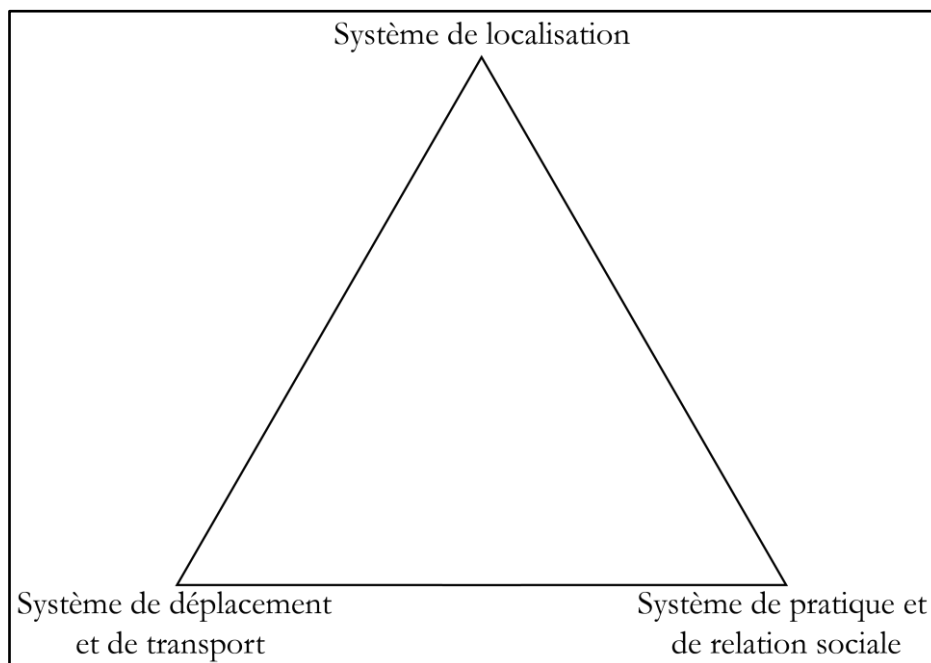 Système de localisation
Système de déplacement
et de transport
Système de pratique et
de relation sociale